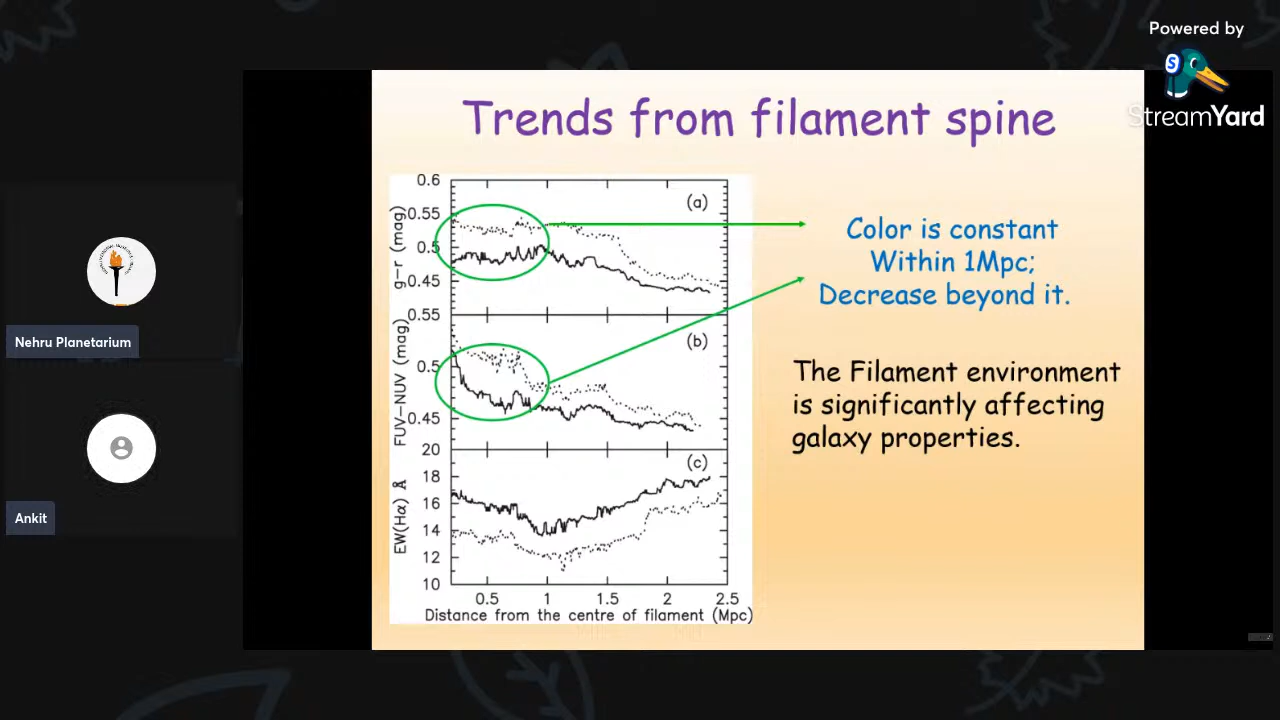 Powered by
StreamYard
Trends from filament spine
0.6
(a)
0.55
g-r (mag)
0.5
0.45
0.55
FUV-NUV (mag)
(b)
0.5
0.45
20
(c)
18
EW(Hα) Å
16
14
12
10
0.5 1 1.5 2 2.5
Distance from the centre of filament (Mpc)
Color is constant
Within 1Mpc;
Decrease beyond it.
The Filament environment
is significantly affecting
galaxy properties.
Nehru Planetarium
Ankit